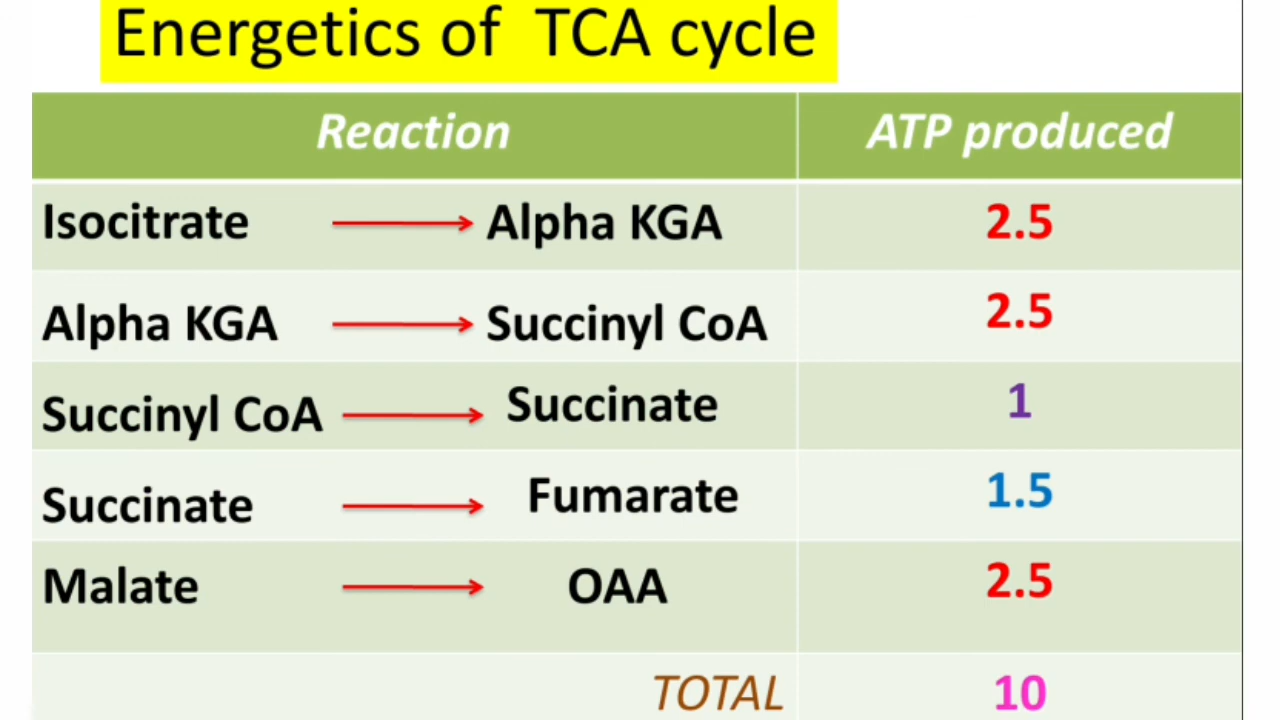 Energetics of TCA cycle
Reaction ATP produced
Isocitrate Alpha KGA 2.5
Alpha KGA Succinyl CoA 2.5
Succinyl CoA Succinate 1
Succinate Fumarate 1.5
Malate OAA 2.5
TOTAL 10